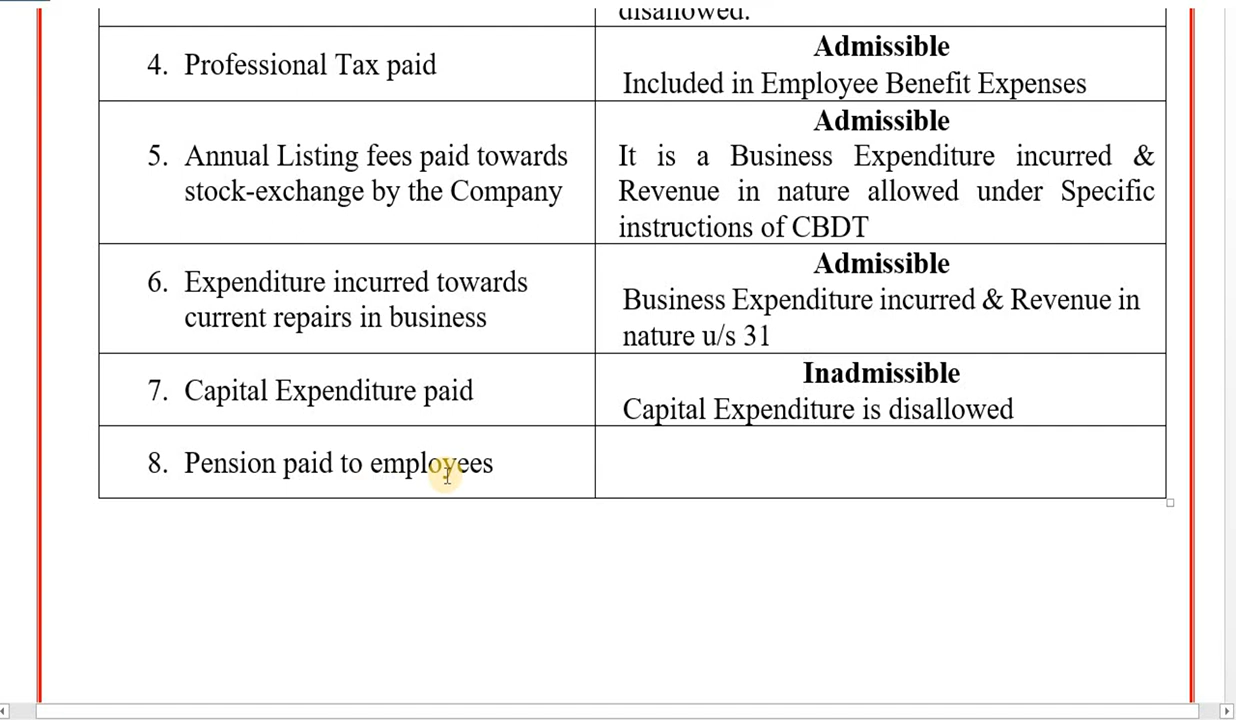 disallowed.
4. Professional Tax paid
Admissible
Included in Employee Benefit Expenses
5. Annual Listing fees paid towards
stock-exchange by the Company
Admissible
It is a Business Expenditure incurred &
Revenue in nature allowed under Specific
instructions of CBDT
6. Expenditure incurred towards
current repairs in business
Admissible
Business Expenditure incurred & Revenue in
nature u/s 31
7. Capital Expenditure paid
Inadmissible
Capital Expenditure is disallowed
8. Pension paid to employees